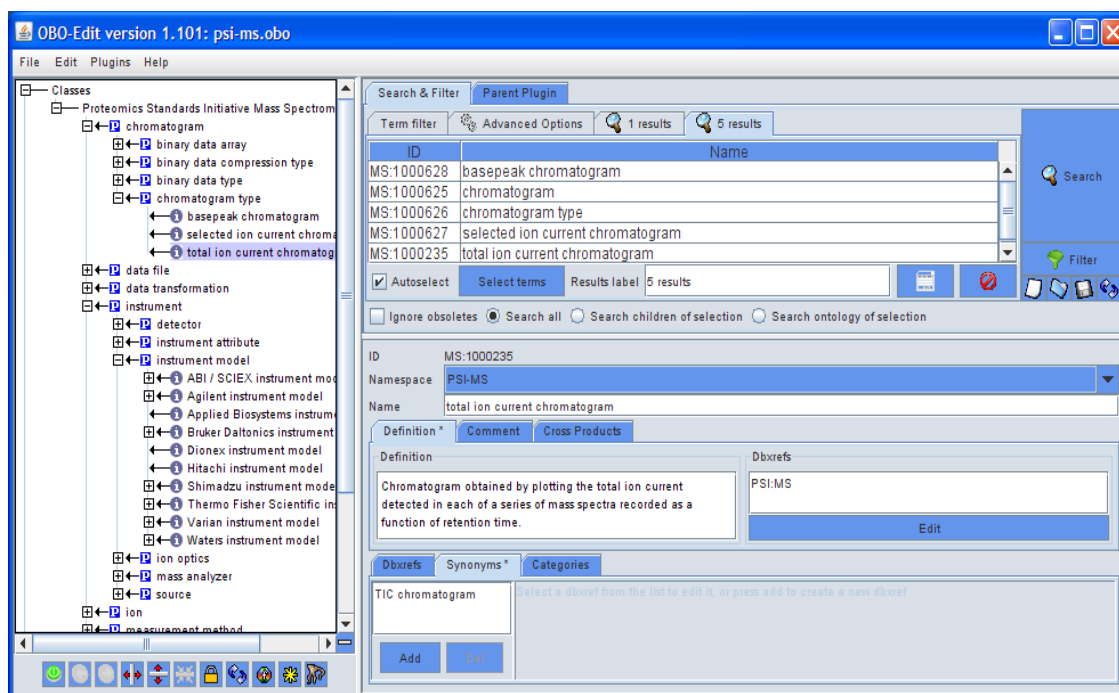 OBO-Edit version 1.101: psi-ms.obo
File Edit Plugins Help
Classes
Proteomics Standards Initiative Mass Spectrom
chromatogram
binary data array
binary data compression type
binary data type
chromatogram type
basepeak chromatogram
selected ion current chroma
total ion current chromatog
data file
data transformation
instrument
detector
instrument attribute
instrument model
ABI / SCIEX instrument mod
Agilent instrument model
Applied Biosystems instrume
Bruker Daltonics instrument
Dionex instrument model
Hitachi instrument model
Shimadzu instrument mode
Thermo Fisher Scientific ins
Varian instrument model
Waters instrument model
ion optics
mass analyzer
source
ion
measurement method
Search & Filter Parent Plugin
Term filter Advanced Options 1 results 5 results
ID Name
MS:1000628 basepeak chromatogram
MS:1000625 chromatogram
MS:1000626 chromatogram type
MS:1000627 selected ion current chromatogram
MS:1000235 total ion current chromatogram
Search
Filter
Autoselect Select terms Results label 5 results
Ignore obsoletes Search all Search children of selection Search ontology of selection
ID MS:1000235
Namespace PSI-MS
Name total ion current chromatogram
Definition * Comment Cross Products
Definition
Chromatogram obtained by plotting the total ion current
detected in each of a series of mass spectra recorded as a
function of retention time.
Dbxrefs
PSI:MS
Edit
Dbxrefs Synonyms * Categories
TIC chromatogram
Select a dbxref from the list to edit it, or press add to create a new dbxref
Add Del